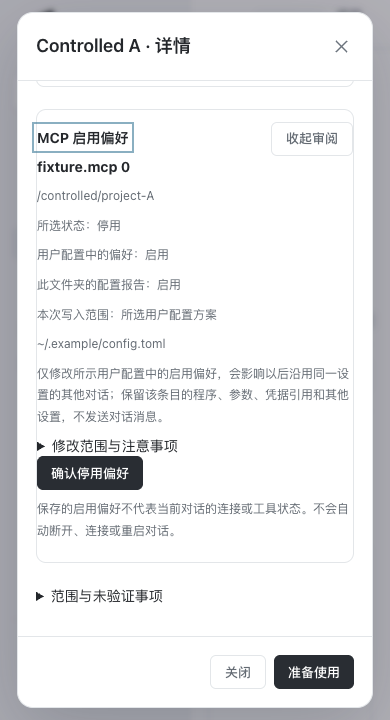 Controlled A · 详情
MCP 启用偏好
收起审阅
fixture.mcp 0
/controlled/project-A
所选状态：停用
用户配置中的偏好：启用
此文件夹的配置报告：启用
本次写入范围：所选用户配置方案
~/.example/config.toml
仅修改所示用户配置中的启用偏好，会影响以后沿用同一设
置的其他对话；保留该条目的程序、参数、凭据引用和其他
设置，不发送对话消息。
修改范围与注意事项
确认停用偏好
保存的启用偏好不代表当前对话的连接或工具状态。不会自
动断开、连接或重启对话。
范围与未验证事项
关闭
准备使用